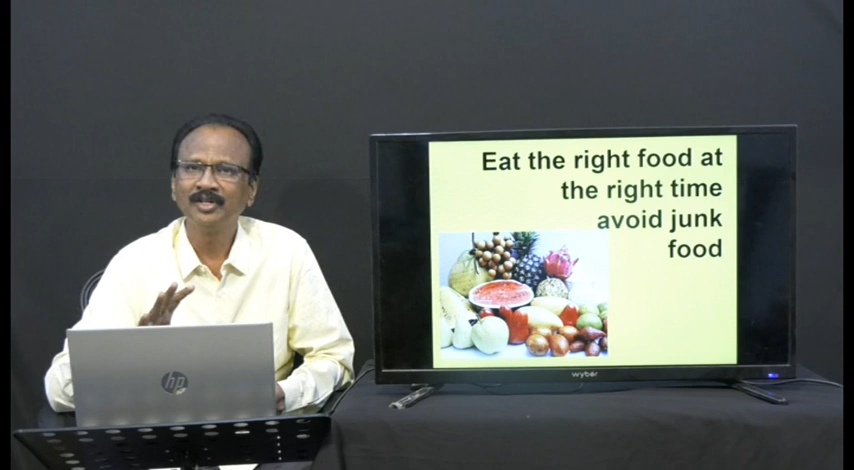 Eat the right food at
the right time
avoid junk
food
hp
wybor